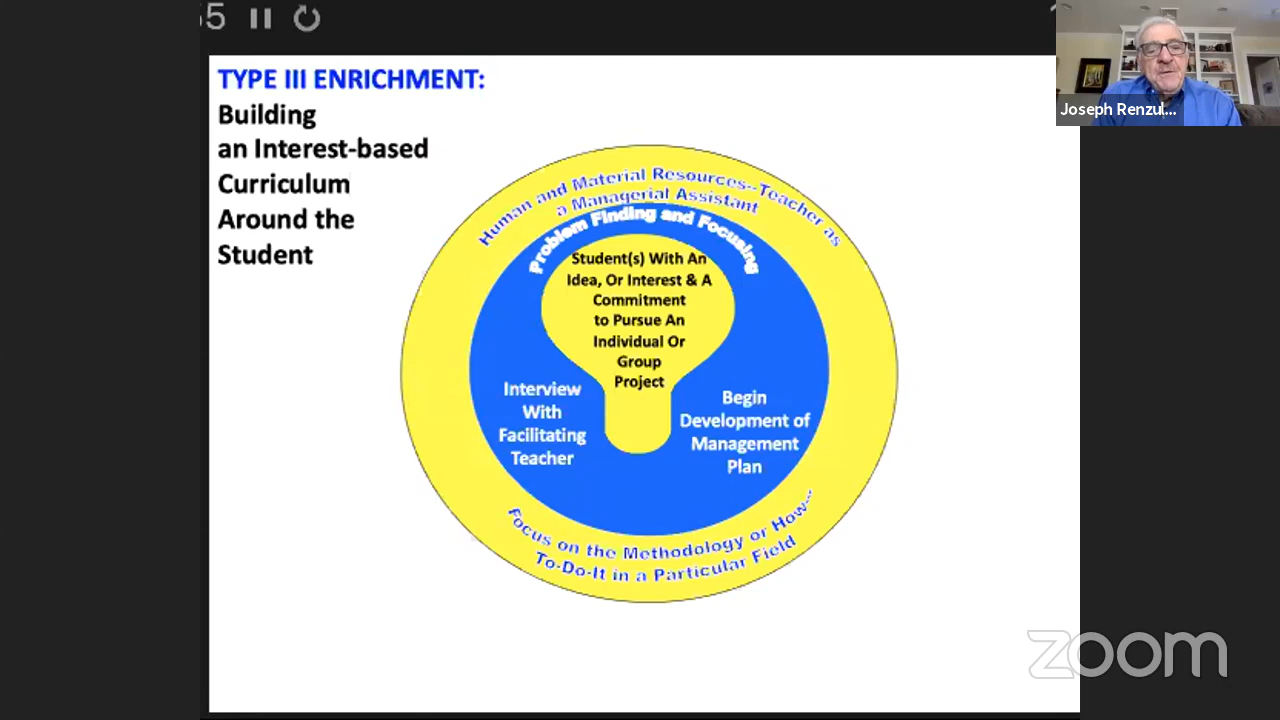 55
TYPE III ENRICHMENT:
Building
an Interest-based
Curriculum
Around the
Student
Human and Material Resources--Teacher as
a Managerial Assistant
Problem Finding and Focusing
Student(s) With An
Idea, Or Interest & A
Commitment
to Pursue An
Individual Or
Group
Project
Interview
With
Facilitating
Teacher
Begin
Development of
Management
Plan
Focus on the Methodology or How--
To-Do-It in a Particular Field
Joseph Renzul...
zoom